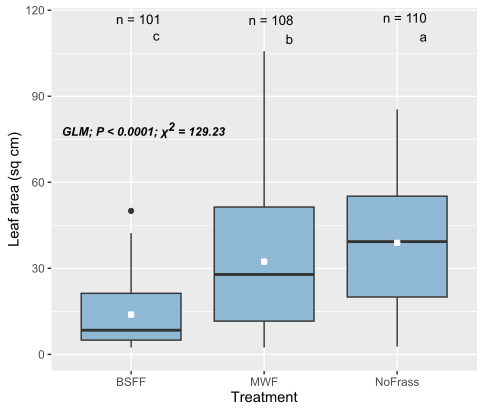 120
90
60
30
0
Leaf area (sq cm)
n = 101
n = 108
n = 110
c
b
a
GLM; P < 0.0001; χ2 = 129.23
BSFF
MWF
NoFrass
Treatment